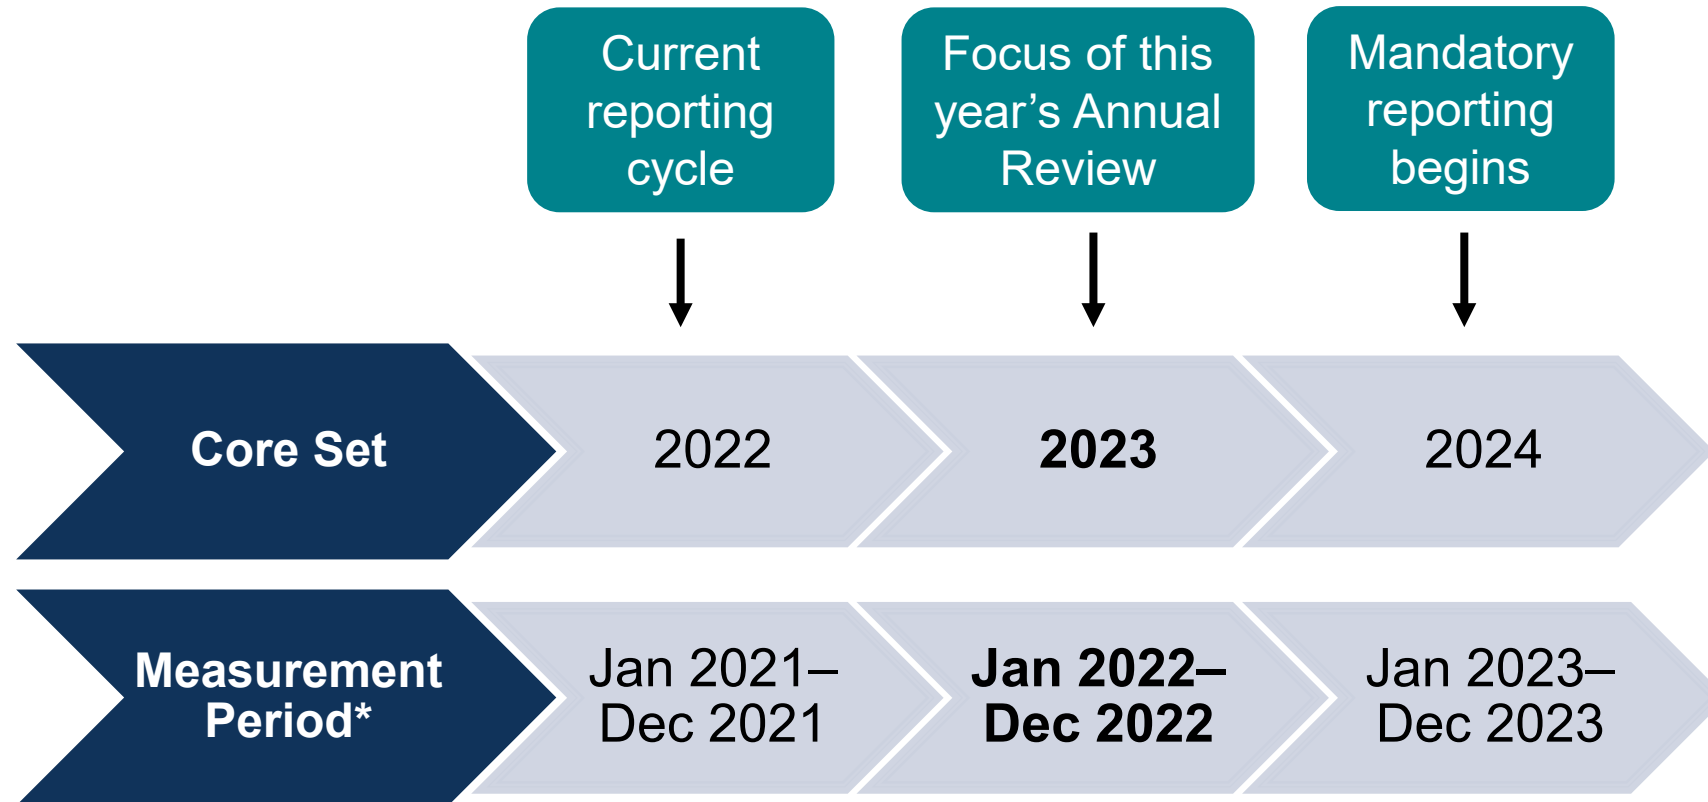 Current
reporting
cycle
Focus of this
year’s Annual
Review
Mandatory
reporting
begins
Core Set
2022
2023
2024
Measurement
Period*
Jan 2021–
Dec 2021
Jan 2022–
Dec 2022
Jan 2023–
Dec 2023